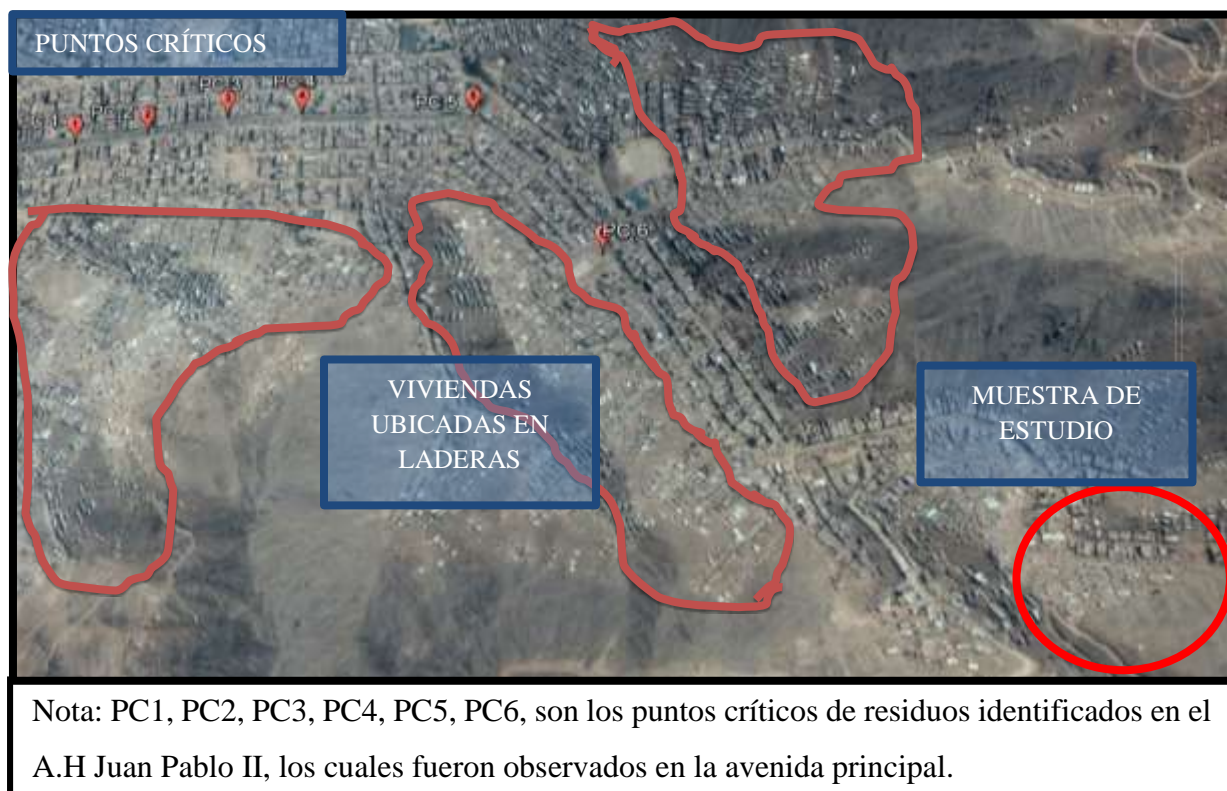 PUNTOS CRÍTICOS
PC 4
PC 5
PC 6
VIVIENDAS
UBICADAS EN
LADERAS
MUESTRA DE
ESTUDIO
Nota: PC1, PC2, PC3, PC4, PC5, PC6, son los puntos críticos de residuos identificados en el
A.H Juan Pablo II, los cuales fueron observados en la avenida principal.